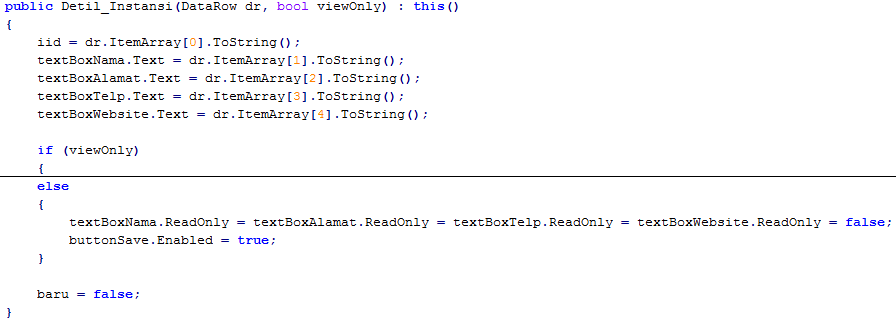 public Detil_Instansi(DataRow dr, bool viewOnly) : this()
{
    iid = dr.ItemArray[0].ToString();
    textBoxNama.Text = dr.ItemArray[1].ToString();
    textBoxAlamat.Text = dr.ItemArray[2].ToString();
    textBoxTelp.Text = dr.ItemArray[3].ToString();
    textBoxWebsite.Text = dr.ItemArray[4].ToString();

    if (viewOnly)
    {
    else
    {
        textBoxNama.ReadOnly = textBoxAlamat.ReadOnly = textBoxTelp.ReadOnly = textBoxWebsite.ReadOnly = false;
        buttonSave.Enabled = true;
    }

    baru = false;
}